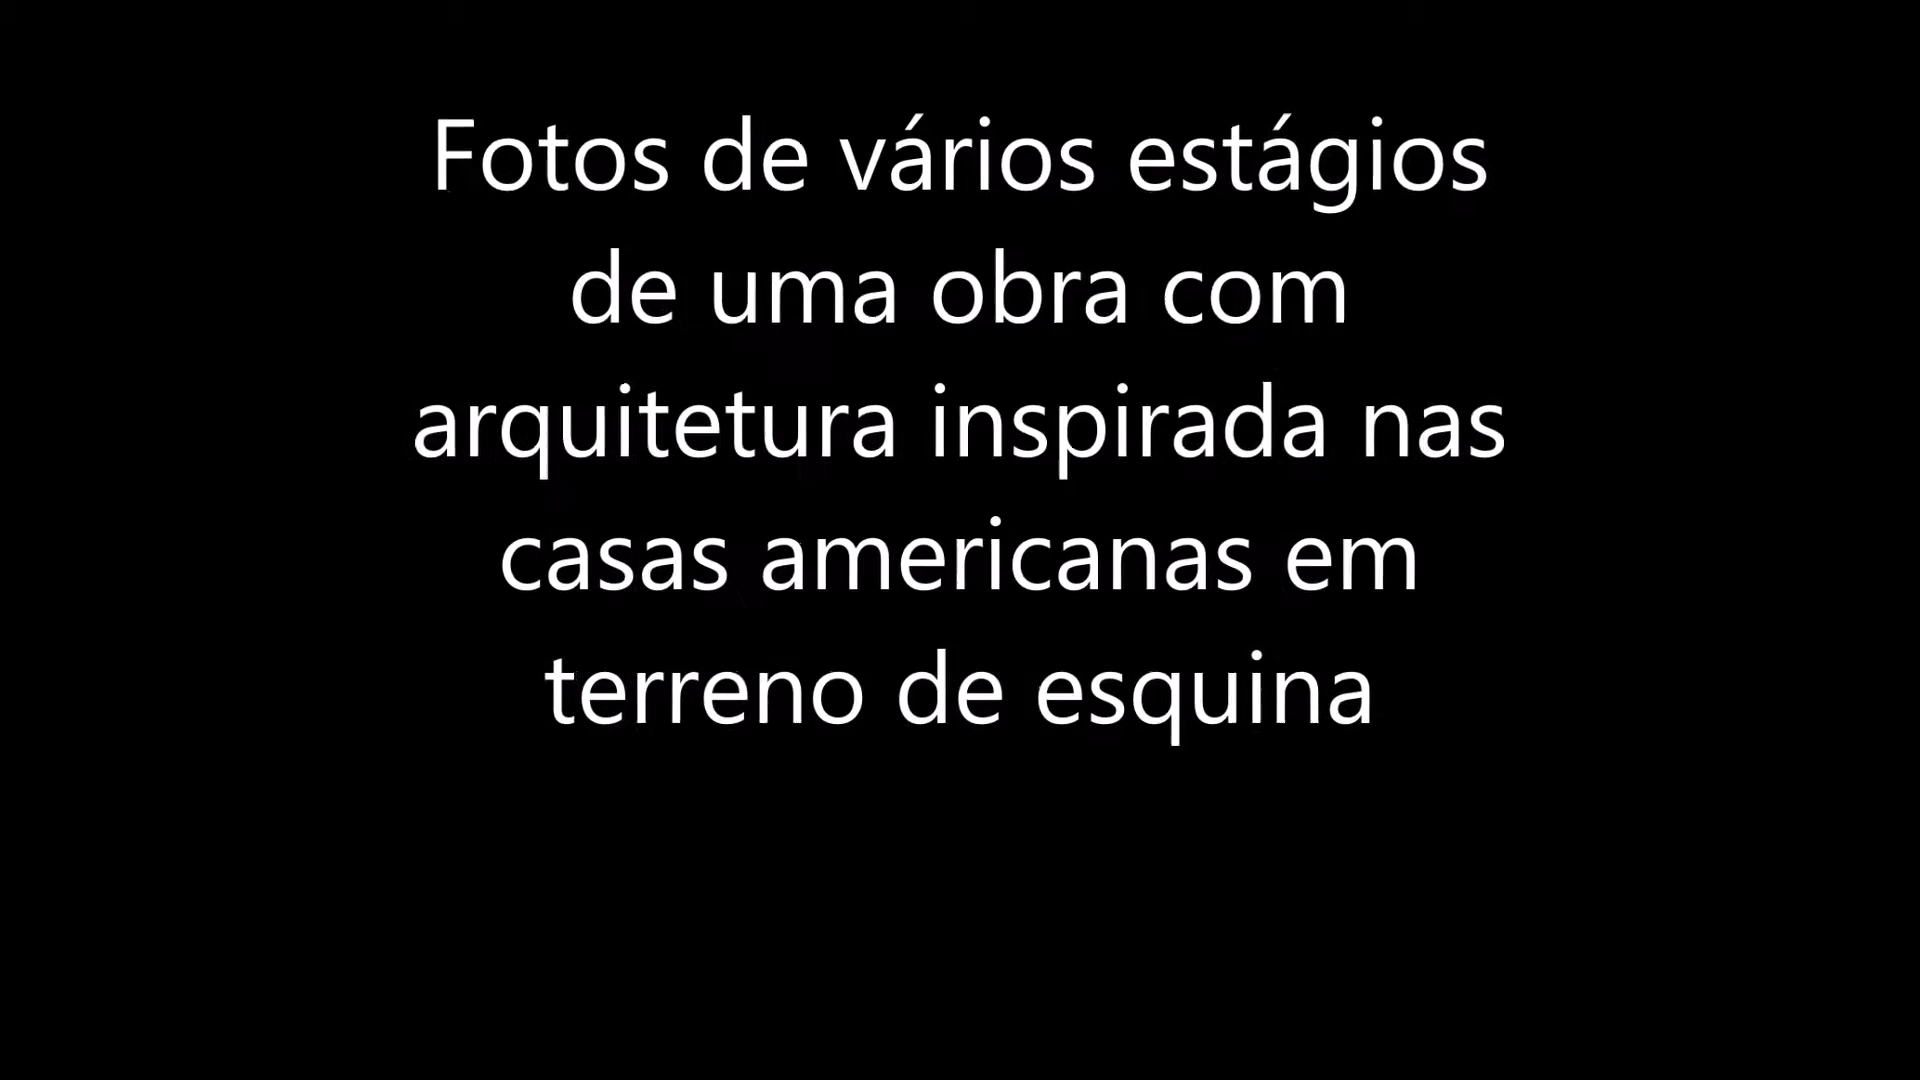 Fotos de vários estágios
de uma obra com
arquitetura inspirada nas
casas americanas em
terreno de esquina